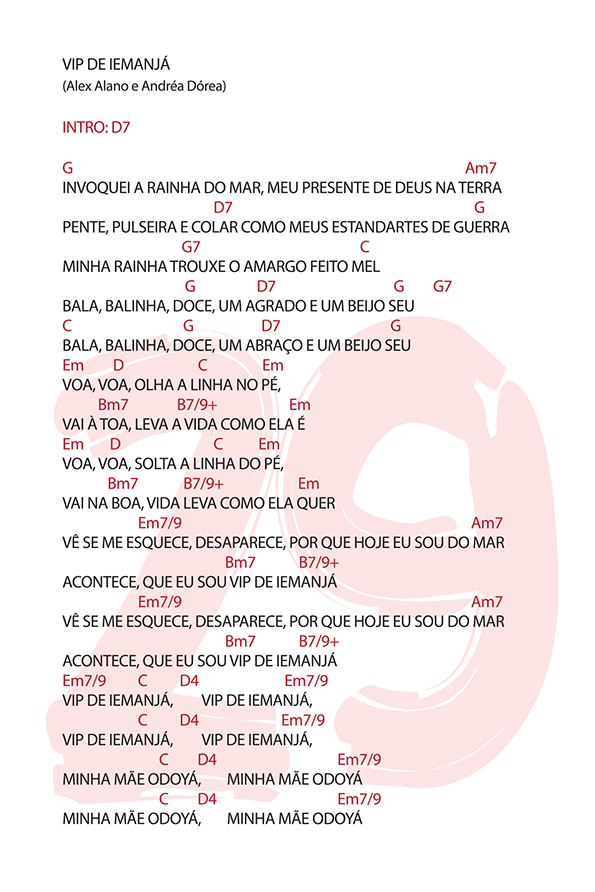 VIP DE IEMANJÁ
(Alex Alano e Andréa Dórea)
INTRO: D7
G Am7
INVOQUEI A RAINHA DO MAR, MEU PRESENTE DE DEUS NA TERRA
D7 G
PENTE, PULSEIRA E COLAR COMO MEUS ESTANDARTES DE GUERRA
G7 C
MINHA RAINHA TROUXE O AMARGO FEITO MEL
G D7 G G7
BALA, BALINHA, DOCE, UM AGRADO E UM BEIJO SEU
C G D7 G
BALA, BALINHA, DOCE, UM ABRAÇO E UM BEIJO SEU
Em D C Em
VOA, VOA, OLHA A LINHA NO PÉ,
Bm7 B7/9+ Em
VAI À TOA, LEVA A VIDA COMO ELA É
Em D C Em
VOA, VOA, SOLTA A LINHA DO PÉ,
Bm7 B7/9+ Em
VAI NA BOA, VIDA LEVA COMO ELA QUER
Em7/9 Am7
VÊ SE ME ESQUECE, DESAPARECE, POR QUE HOJE EU SOU DO MAR
Bm7 B7/9+
ACONTECE, QUE EU SOU VIP DE IEMANJÁ
Em7/9 Am7
VÊ SE ME ESQUECE, DESAPARECE, POR QUE HOJE EU SOU DO MAR
Bm7 B7/9+
ACONTECE, QUE EU SOU VIP DE IEMANJÁ
Em7/9 C D4 Em7/9
VIP DE IEMANJÁ, VIP DE IEMANJÁ,
C D4 Em7/9
VIP DE IEMANJÁ, VIP DE IEMANJÁ,
C D4 Em7/9
MINHA MÃE ODOYÁ, MINHA MÃE ODOYÁ
C D4 Em7/9
MINHA MÃE ODOYÁ, MINHA MÃE ODOYÁ
29